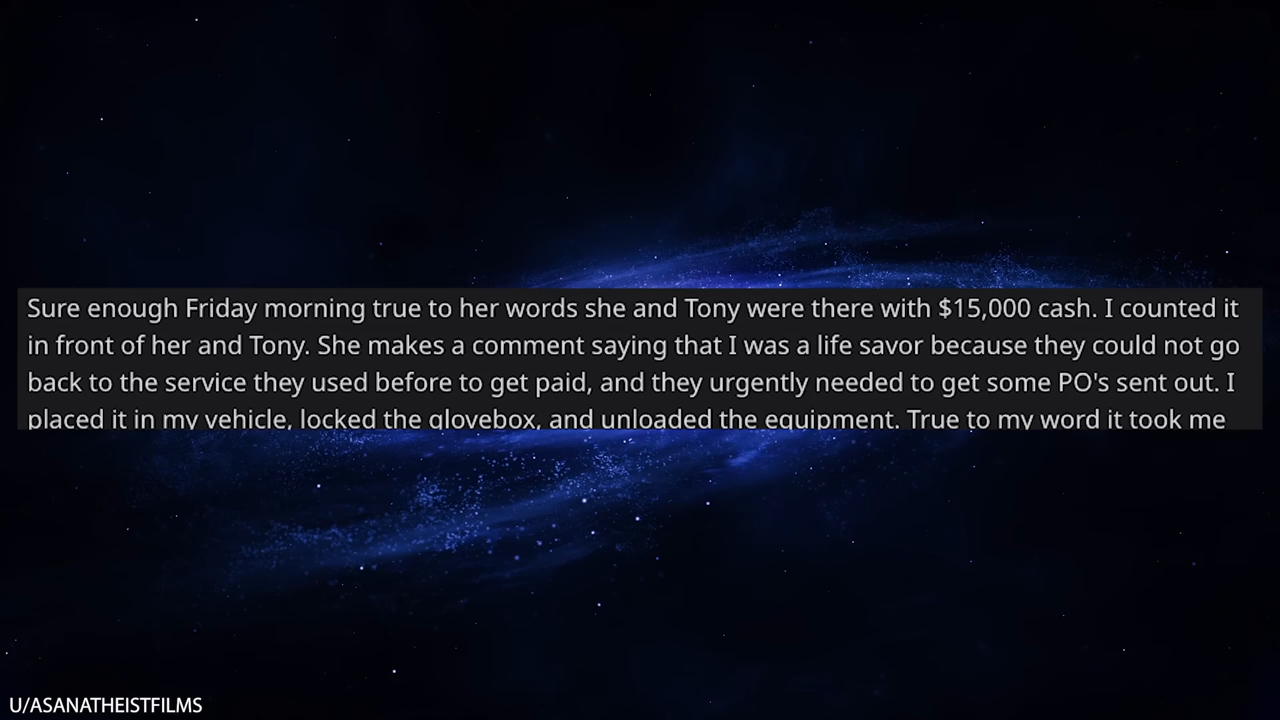 Sure enough Friday morning true to her words she and Tony were there with $15,000 cash. I counted it
in front of her and Tony. She makes a comment saying that I was a life savor because they could not go
back to the service they used before to get paid, and they urgently needed to get some PO's sent out. I
placed it in my vehicle, locked the glovebox, and unloaded the equipment. True to my word it took me
U/ASANATHEISTFILMS